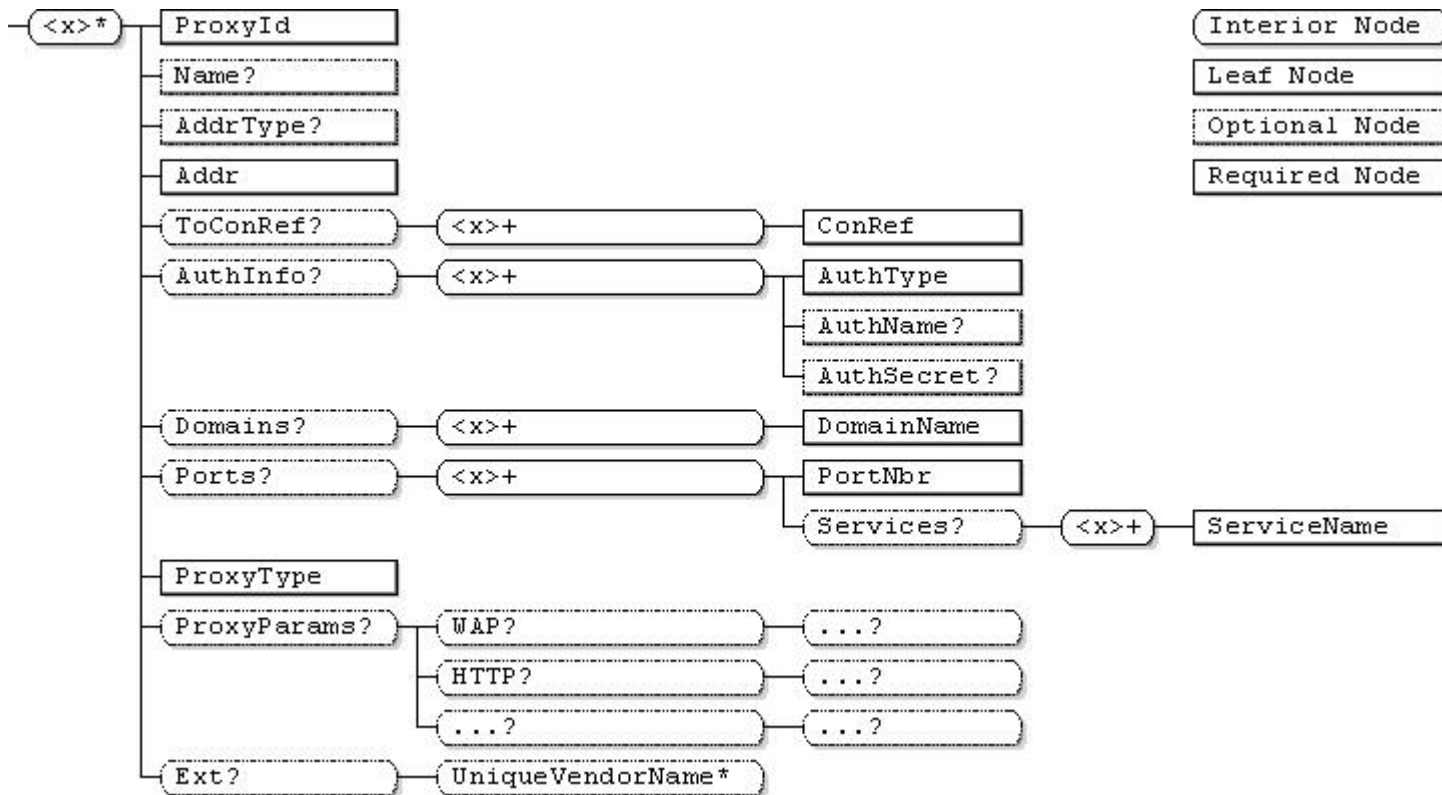 <x>* ProxyId Interior Node
Name? Leaf Node
AddrType? Optional Node
Addr Required Node
ToConRef? <x>+ ConRef
AuthInfo? <x>+ AuthType
AuthName?
AuthSecret?
Domains? <x>+ DomainName
Ports? <x>+ PortNbr
Services? <x>+ ServiceName
ProxyType
ProxyParams? WAP? ...?
HTTP? ...?
...? ...?
Ext? UniqueVendorName*